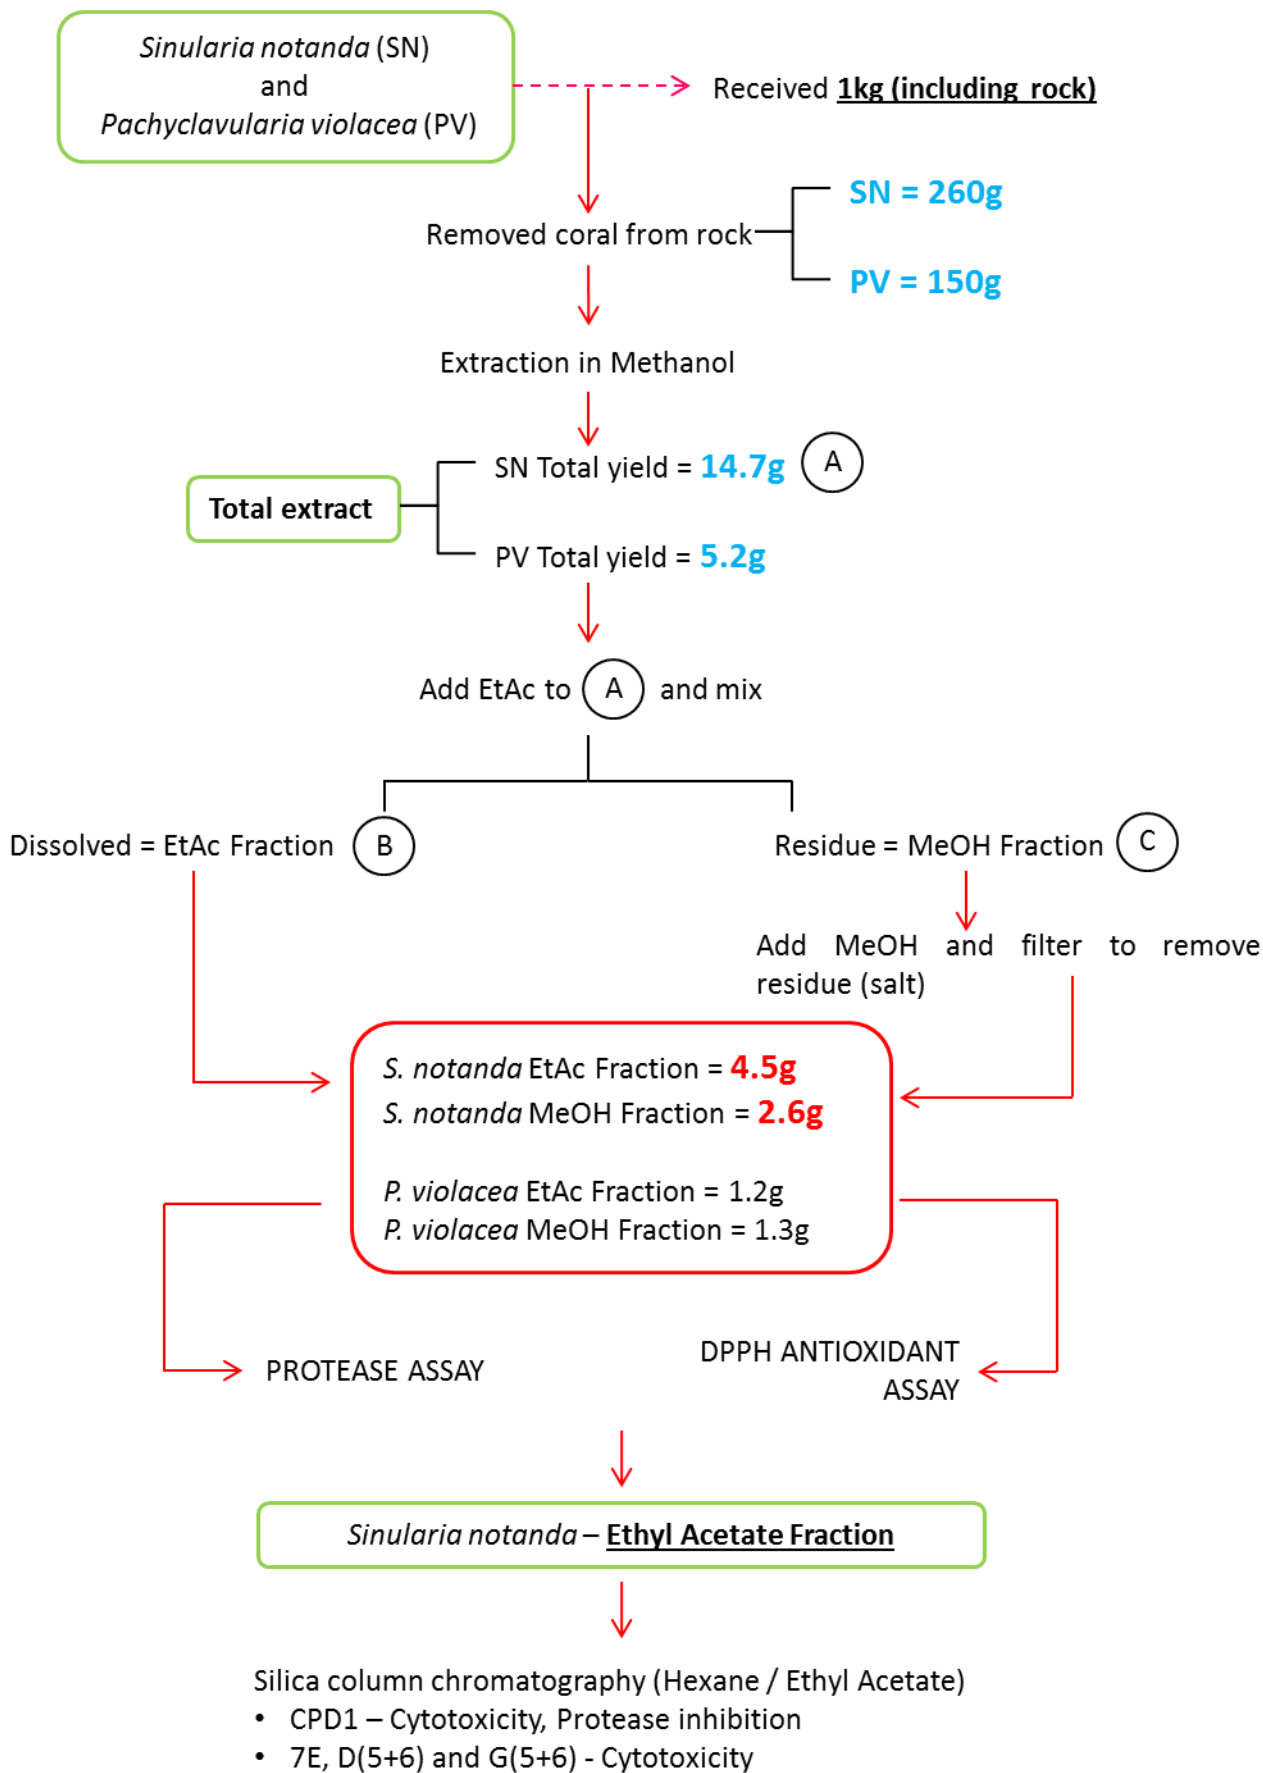 Sinularia notanda (SN)
and
Pachyclavularia violacea (PV)
Received 1kg (including rock)
SN = 260g
Removed coral from rock
PV = 150g
Extraction in Methanol
SN Total yield = 14.7g A
Total extract
PV Total yield = 5.2g
Add EtAc to A and mix
Dissolved = EtAc Fraction B
Residue = MeOH Fraction C
Add MeOH and filter to remove
residue (salt)
S. notanda EtAc Fraction = 4.5g
S. notanda MeOH Fraction = 2.6g
P. violacea EtAc Fraction = 1.2g
P. violacea MeOH Fraction = 1.3g
PROTEASE ASSAY
DPPH ANTIOXIDANT
ASSAY
Sinularia notanda – Ethyl Acetate Fraction
Silica column chromatography (Hexane / Ethyl Acetate)
• CPD1 – Cytotoxicity, Protease inhibition
• 7E, D(5+6) and G(5+6) - Cytotoxicity